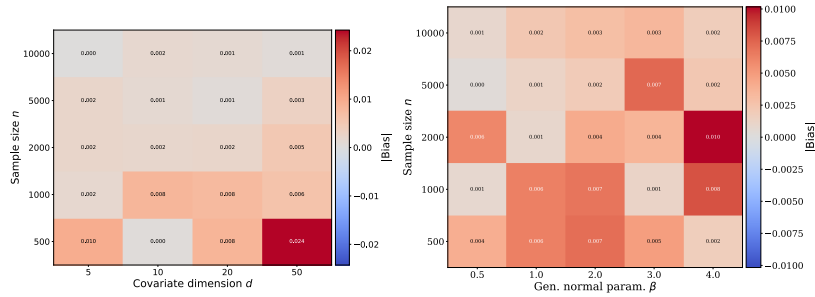 Sample size n
10000
5000
2000
1000
500
0.000 0.002 0.001 0.001
0.002 0.001 0.001 0.003
0.002 0.002 0.002 0.005
0.002 0.008 0.008 0.006
0.010 0.000 0.008 0.024
5 10 20 50
Covariate dimension d
0.02
0.01
0.00
−0.01
−0.02
|Bias|
Sample size n
10000
5000
2000
1000
500
0.001 0.002 0.003 0.003 0.002
0.000 0.001 0.002 0.007 0.002
0.006 0.001 0.004 0.004 0.010
0.001 0.006 0.007 0.001 0.008
0.004 0.006 0.007 0.005 0.002
0.5 1.0 2.0 3.0 4.0
Gen. normal param. β
0.0100
0.0075
0.0050
0.0025
0.0000
−0.0025
−0.0050
−0.0075
−0.0100
|Bias|